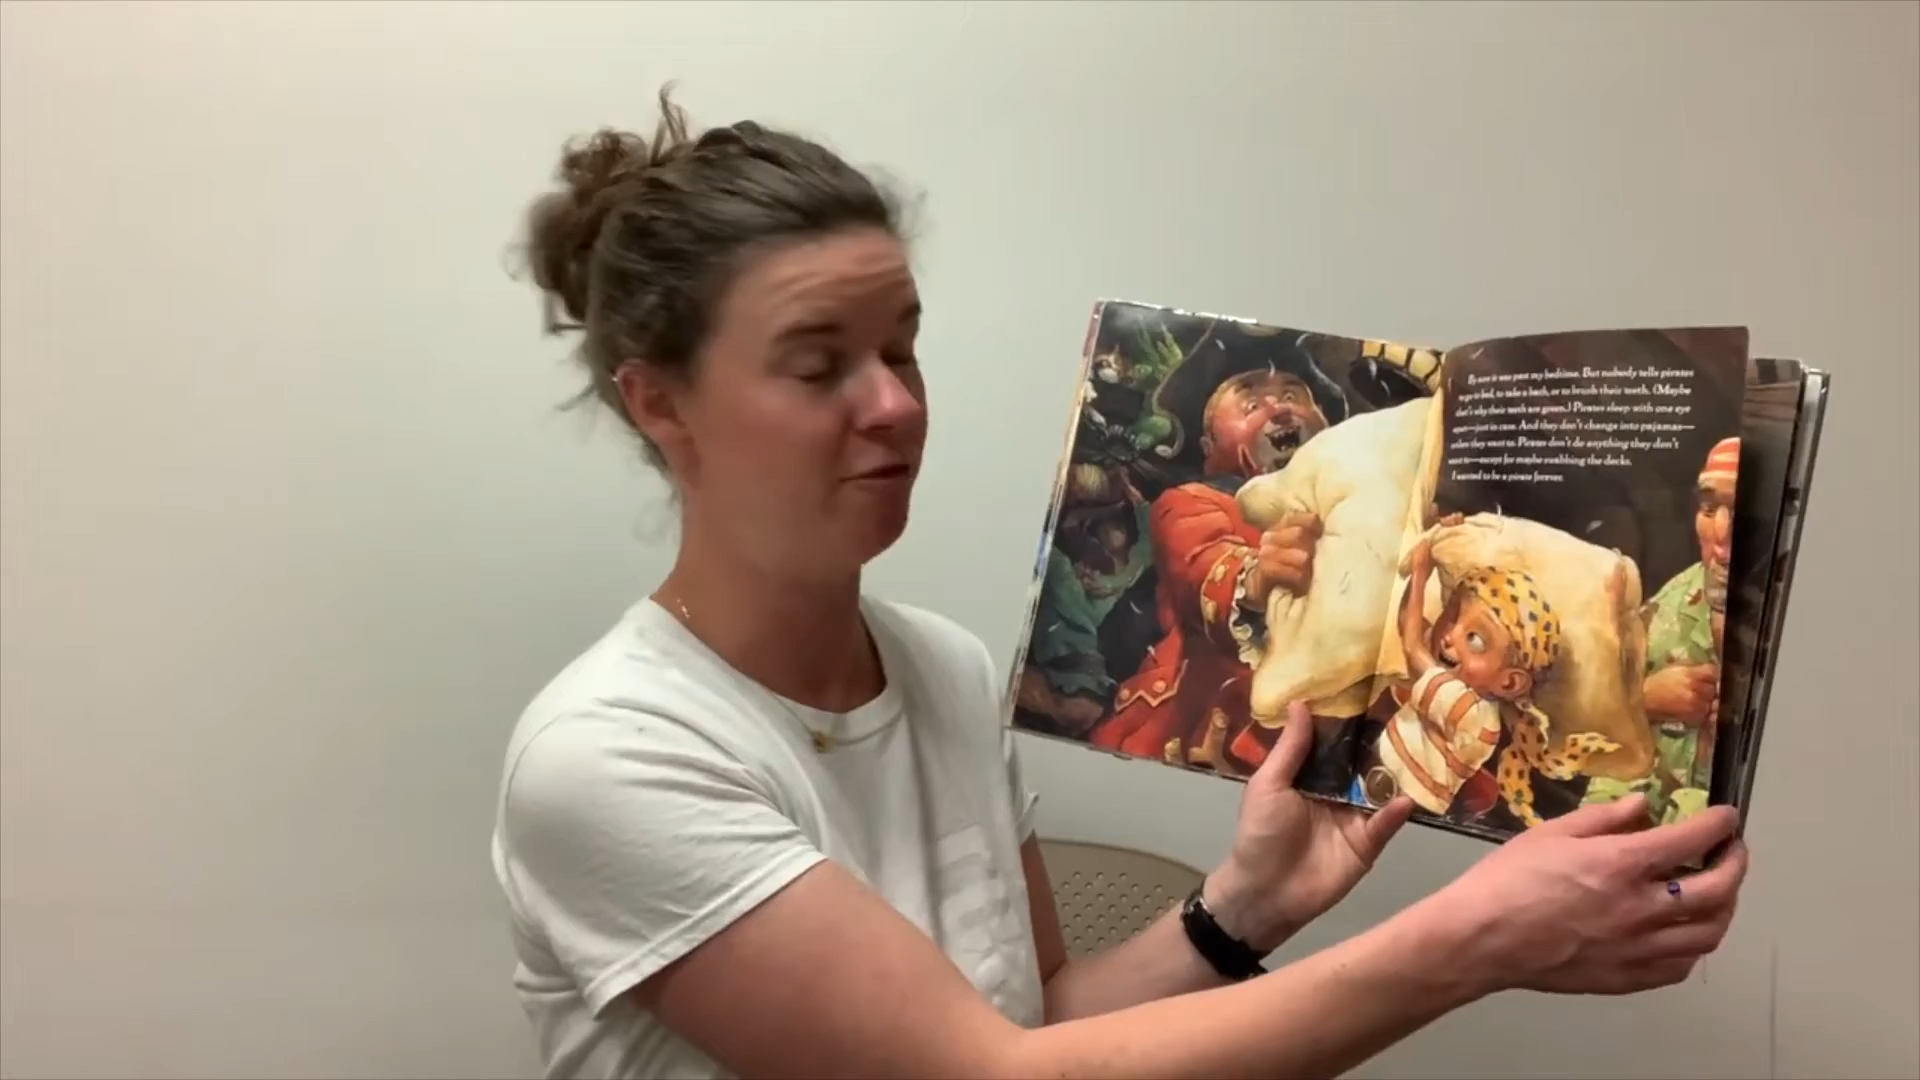 By now it was past my bedtime. But nobody tells pirates
to go to bed, to take a bath, or to brush their teeth. (Maybe
that's why their teeth are green.) Pirates sleep with one eye
open—just in case. And they don't change into pajamas—
unless they want to. Pirates don't do anything they don't
want to—except for maybe swabbing the decks.
I wanted to be a pirate forever.